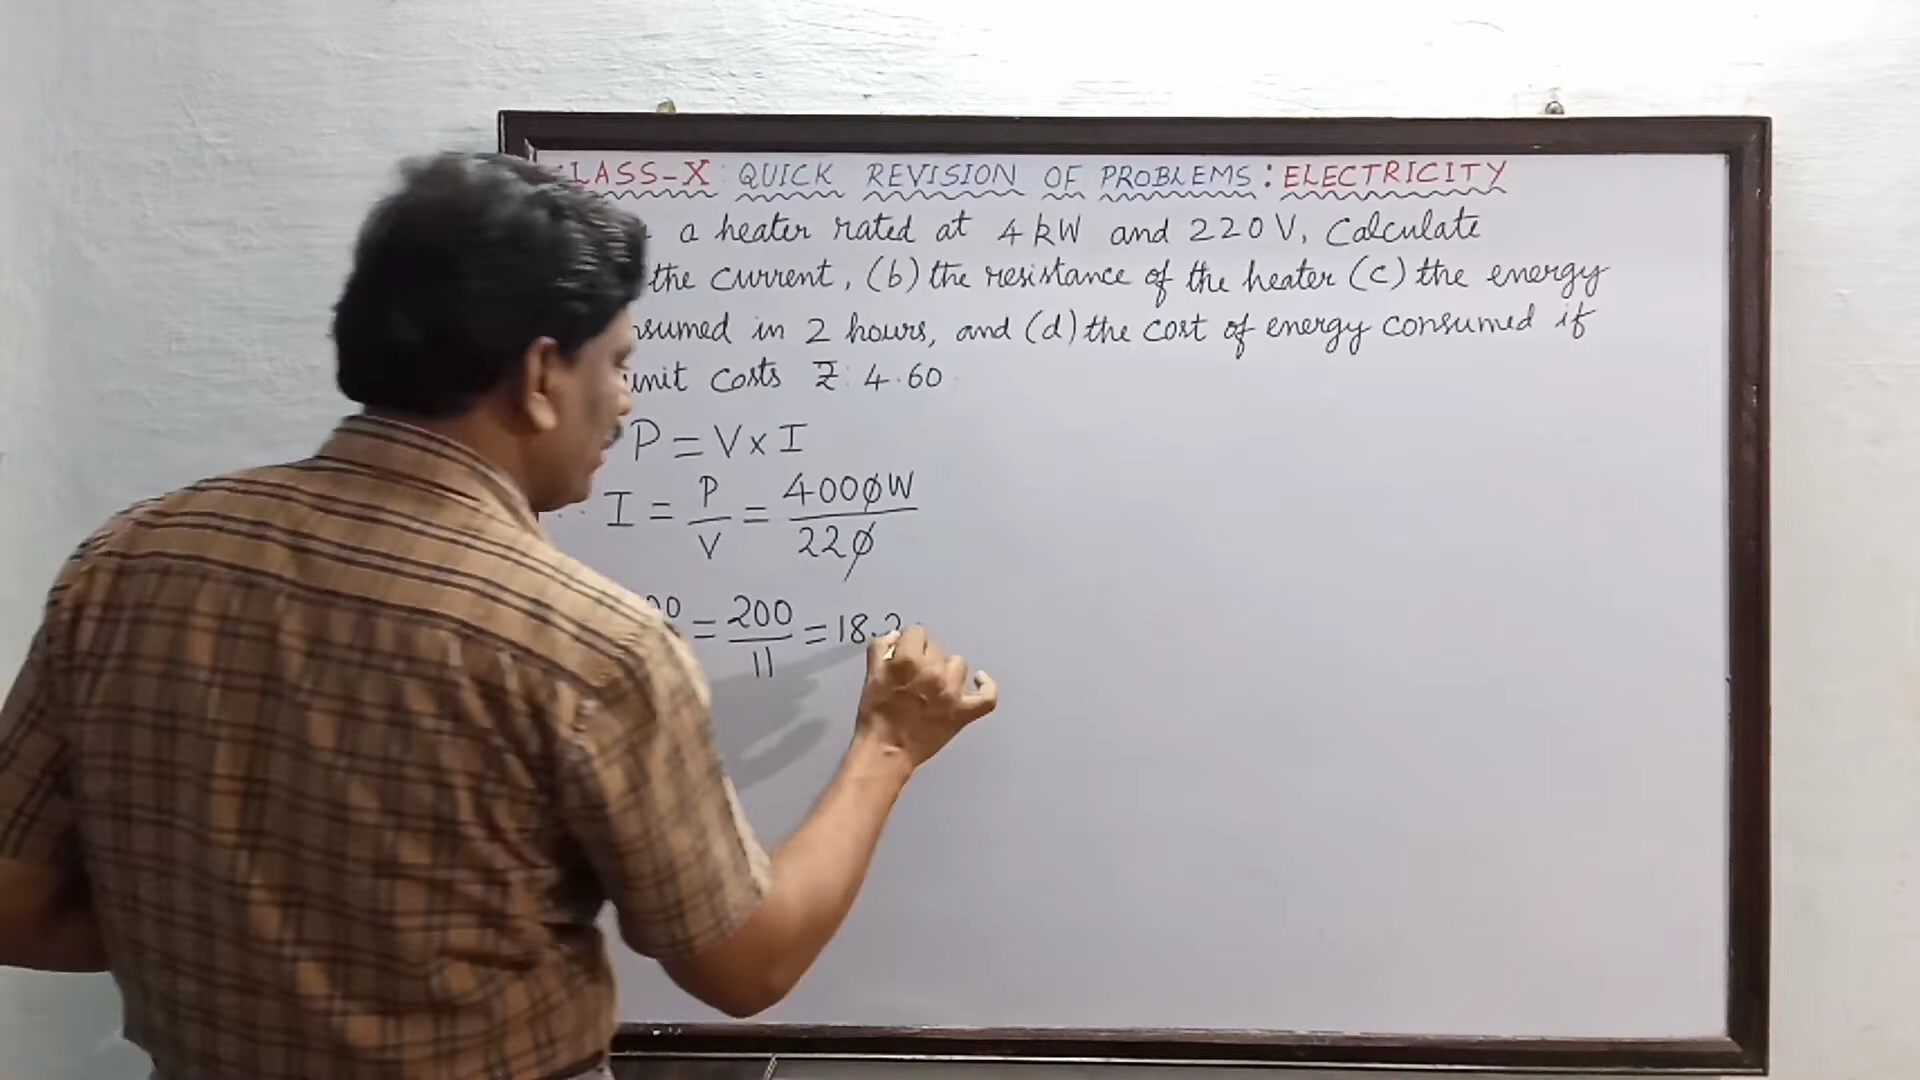 CLASS-X: QUICK REVISION OF PROBLEMS: ELECTRICITY
a heater rated at 4 kW and 220 V, Calculate
the current, (b) the resistance of the heater (c) the energy
in 2 hours, and (d) the cost of energy consumed if
unit costs ₹ 4.60
P = V x I
I = P/V = 4000W/220
= 200/11 = 18.2